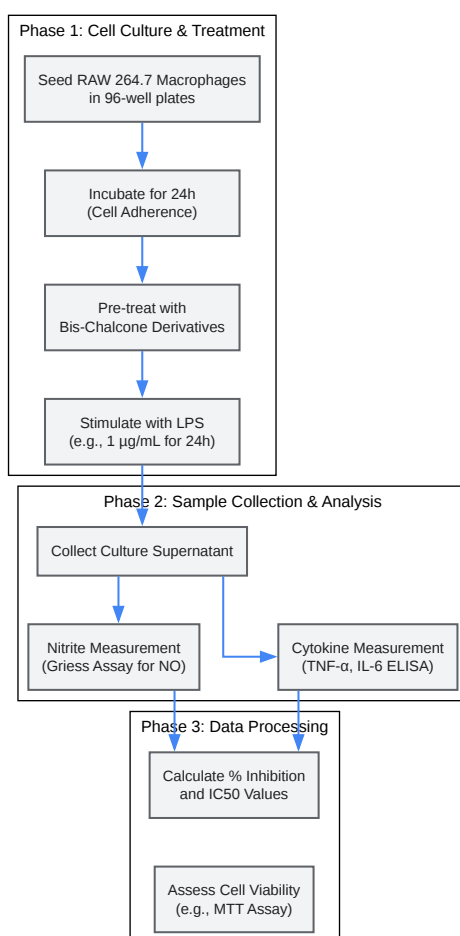 Phase 1: Cell Culture & Treatment
Seed RAW 264.7 Macrophages
in 96-well plates
Incubate for 24h
(Cell Adherence)
Pre-treat with
Bis-Chalcone Derivatives
Stimulate with LPS
(e.g., 1 µg/mL for 24h)
Phase 2: Sample Collection & Analysis
Collect Culture Supernatant
Nitrite Measurement
(Griess Assay for NO)
Cytokine Measurement
(TNF-α, IL-6 ELISA)
Phase 3: Data Processing
Calculate % Inhibition
and IC50 Values
Assess Cell Viability
(e.g., MTT Assay)